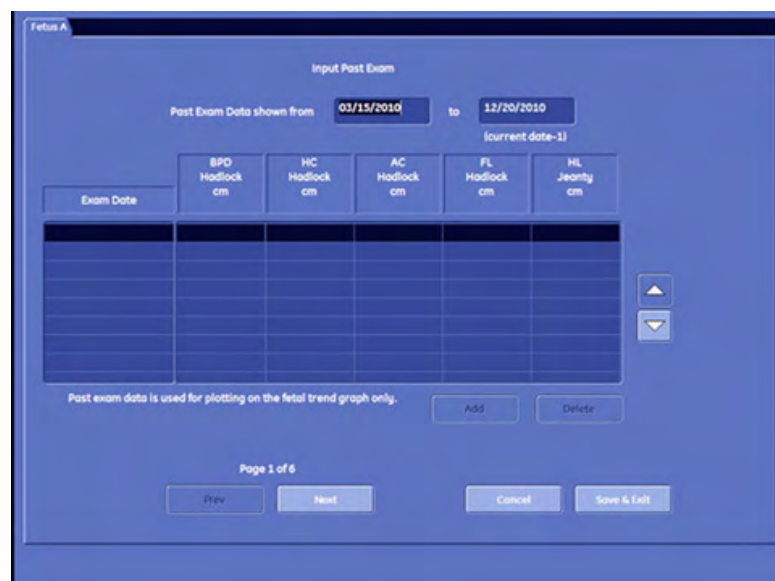 Fetus A
Input Past Exam
Past Exam Data shown from 03/15/2010 to 12/20/2010
(current date-1)
Exam Date
BPD Hadlock cm
HC Hadlock cm
AC Hadlock cm
FL Hadlock cm
HL Jeanty cm
Past exam data is used for plotting on the fetal trend graph only.
Add Delete
Page 1 of 6
Prev Next Cancel Save & Exit